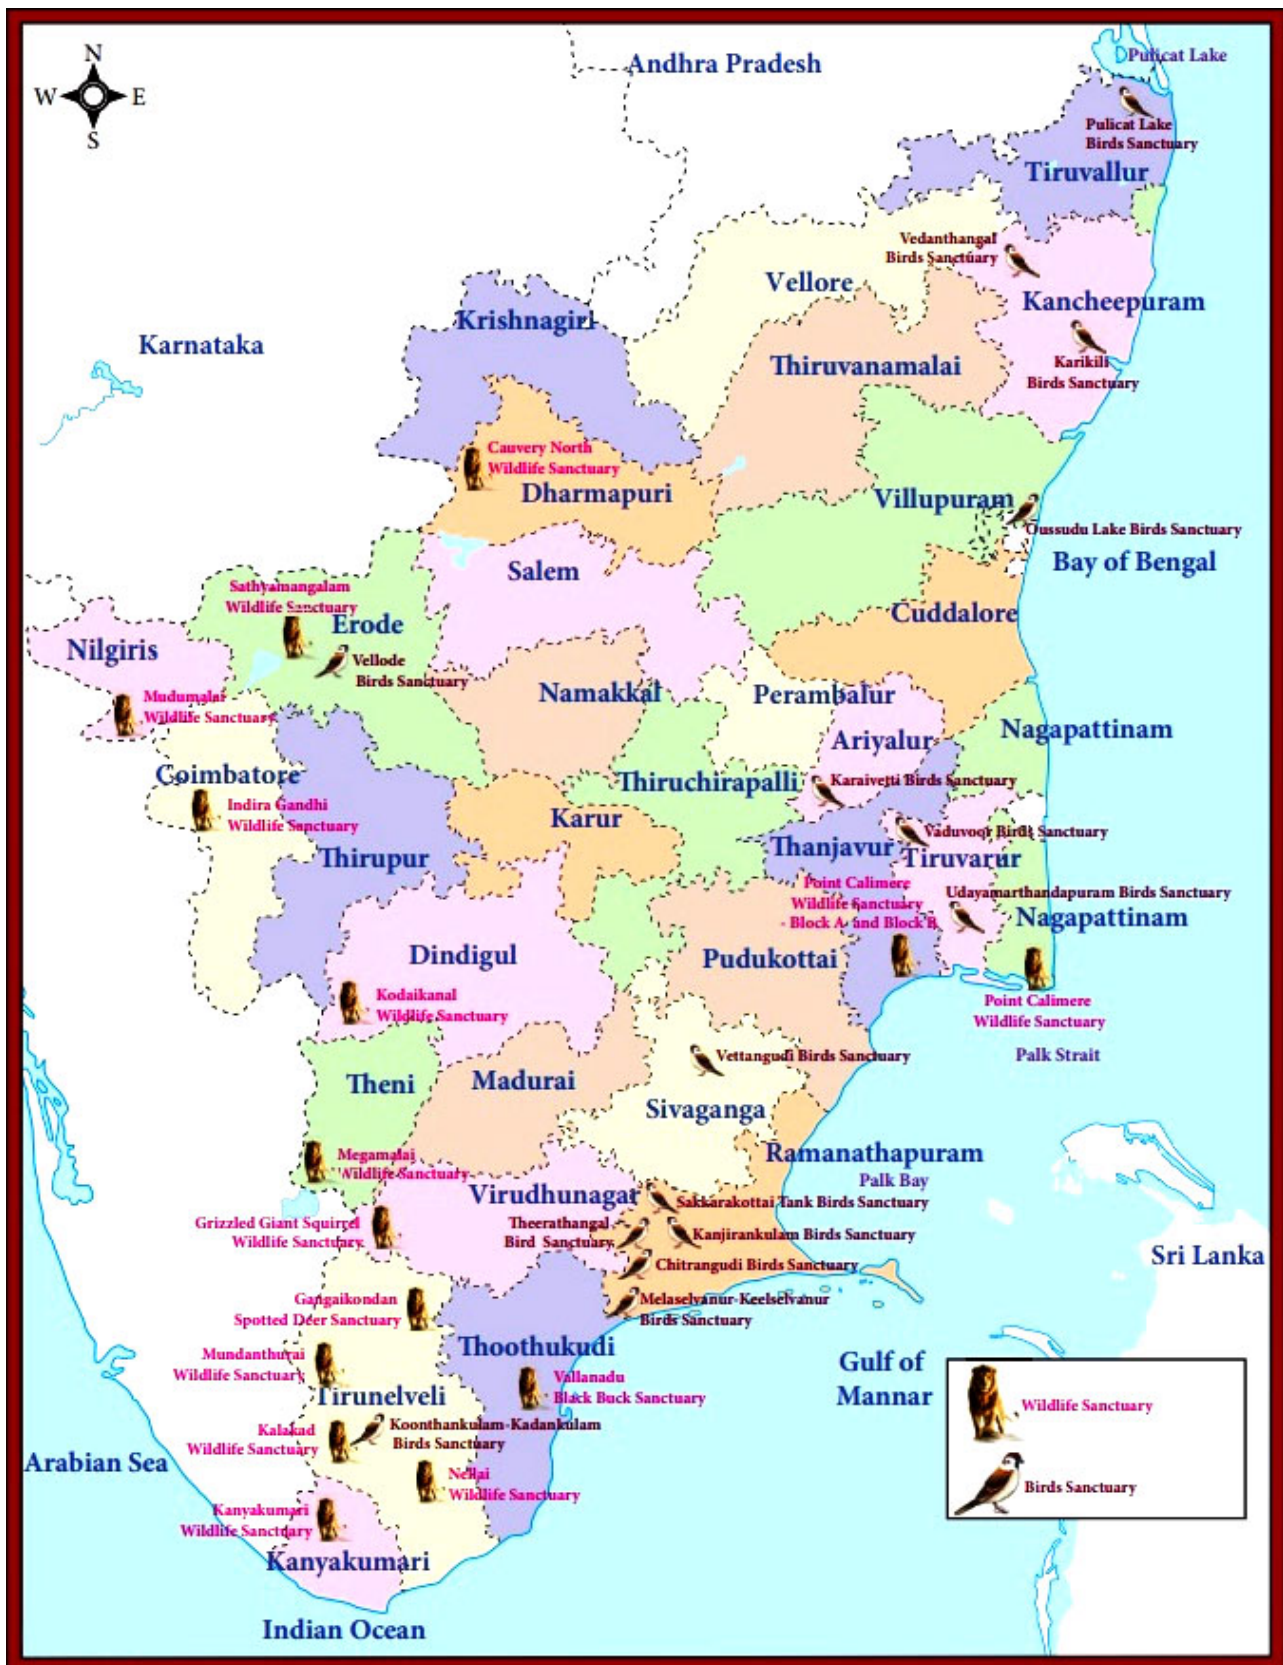 Pulicat Lake
Andhra Pradesh
N
W
E
S
Pulicat Lake
Birds Sanctuary
Tiruvallur
Vedanthangal
Birds Sanctuary
Vellore
Kancheepuram
Krishnagiri
Karnataka
Thiruvanamalai
Karikili
Birds Sanctuary
Cauvery North
Wildlife Sanctuary
Dharmapuri
Villupuram
Oussudu Lake Birds Sanctuary
Bay of Bengal
Salem
Sathyamangalam
Wildlife Sanctuary
Erode
Cuddalore
Nilgiris
Vellode
Birds Sanctuary
Namakkal
Perambalur
Mudumalai
Wildlife Sanctuary
Ariyalur
Nagapattinam
Coimbatore
Thiruchirapalli
Karaivetti Birds Sanctuary
Indira Gandhi
Wildlife Sanctuary
Karur
Vaduvoor Birds Sanctuary
Thirupur
Thanjavur
Tiruvarur
Point Calimere
Wildlife Sanctuary
- Block A and Block B
Udayamarthandapuram Birds Sanctuary
Nagapattinam
Dindigul
Pudukottai
Kodaikanal
Wildlife Sanctuary
Point Calimere
Wildlife Sanctuary
Palk Strait
Vettangudi Birds Sanctuary
Theni
Madurai
Sivaganga
Megamalai
Wildlife Sanctuary
Ramanathapuram
Palk Bay
Virudhunagar
Sakkarakottai Tank Birds Sanctuary
Grizzled Giant Squirrel
Wildlife Sanctuary
Theerathangal
Bird Sanctuary
Kanjirankulam Birds Sanctuary
Sri Lanka
Chitrangudi Birds Sanctuary
Gangaikondan
Spotted Deer Sanctuary
Melaselvanur-Keelselvanur
Birds Sanctuary
Mundanthurai
Wildlife Sanctuary
Thoothukudi
Gulf of
Mannar
Vallanadu
Black Buck Sanctuary
Tirunelveli
Wildlife Sanctuary
Kalakad
Wildlife Sanctuary
Koonthankulam-Kadankulam
Birds Sanctuary
Arabian Sea
Nellai
Wildlife Sanctuary
Birds Sanctuary
Kanyakumari
Wildlife Sanctuary
Kanyakumari
Indian Ocean